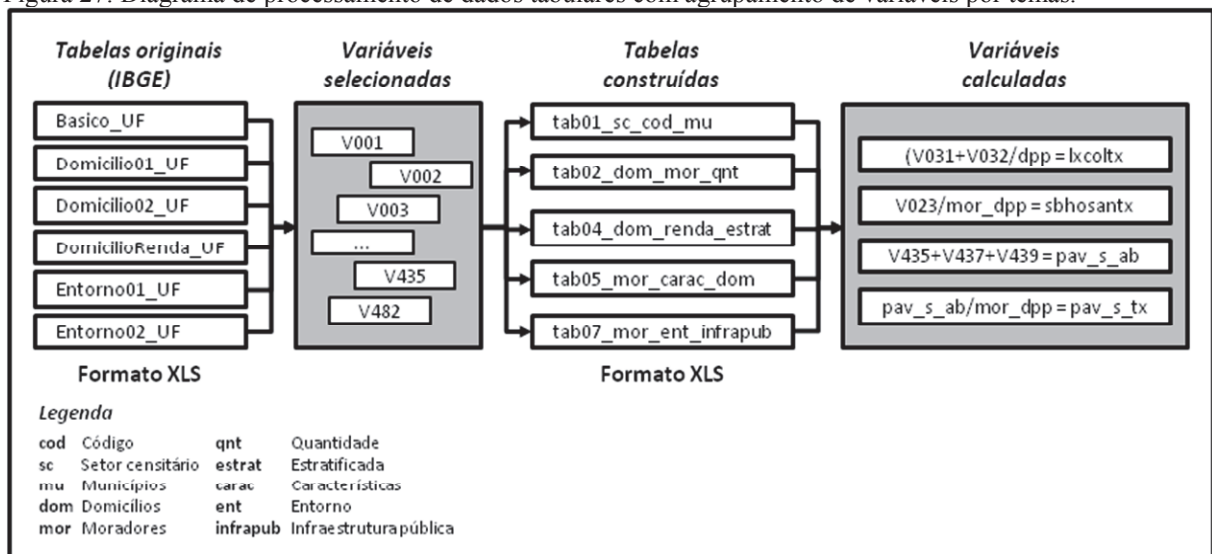 Figura 27. Diagrama de processamento de dados tabulares com agrupamento de variáveis por temas.
Tabelas originais
(IBGE)
Basico_UF
Domicilio01_UF
Domicilio02_UF
DomicilioRenda_UF
Entorno01_UF
Entorno02_UF
Formato XLS
Variáveis
selecionadas
V001
V002
V003
...
V435
V482
Tabelas
construídas
tab01_sc_cod_mu
tab02_dom_mor_qnt
tab04_dom_renda_estrat
tab05_mor_carac_dom
tab07_mor_ent_infrapub
Formato XLS
Variáveis
calculadas
(V031+V032/dpp = lxcoltx
V023/mor_dpp = sbhosantx
V435+V437+V439 = pav_s_ab
pav_s_ab/mor_dpp = pav_s_tx
Legenda
cod Código qnt Quantidade
sc Setor censitário estrat Estratificada
mu Municípios carac Características
dom Domicílios ent Entorno
mor Moradores infrapub Infraestrutura pública